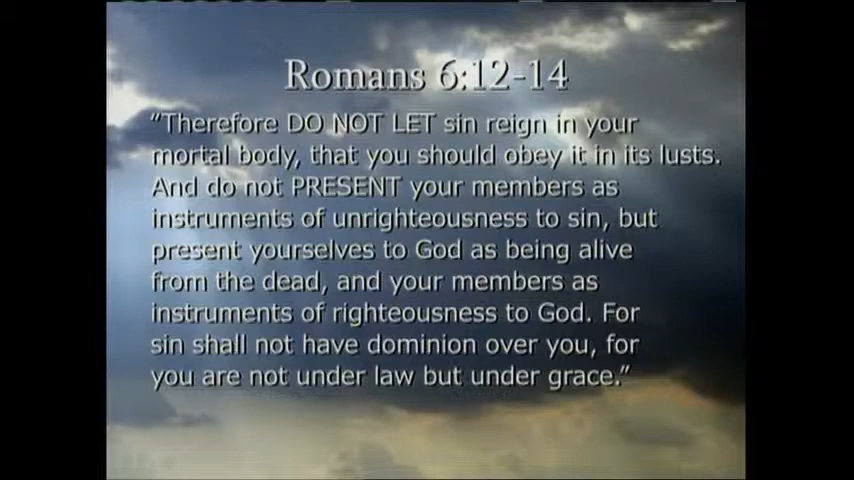 Romans 6:12-14
“Therefore DO NOT LET sin reign in your
mortal body, that you should obey it in its lusts.
And do not PRESENT your members as
instruments of unrighteousness to sin, but
present yourselves to God as being alive
from the dead, and your members as
instruments of righteousness to God. For
sin shall not have dominion over you, for
you are not under law but under grace.”